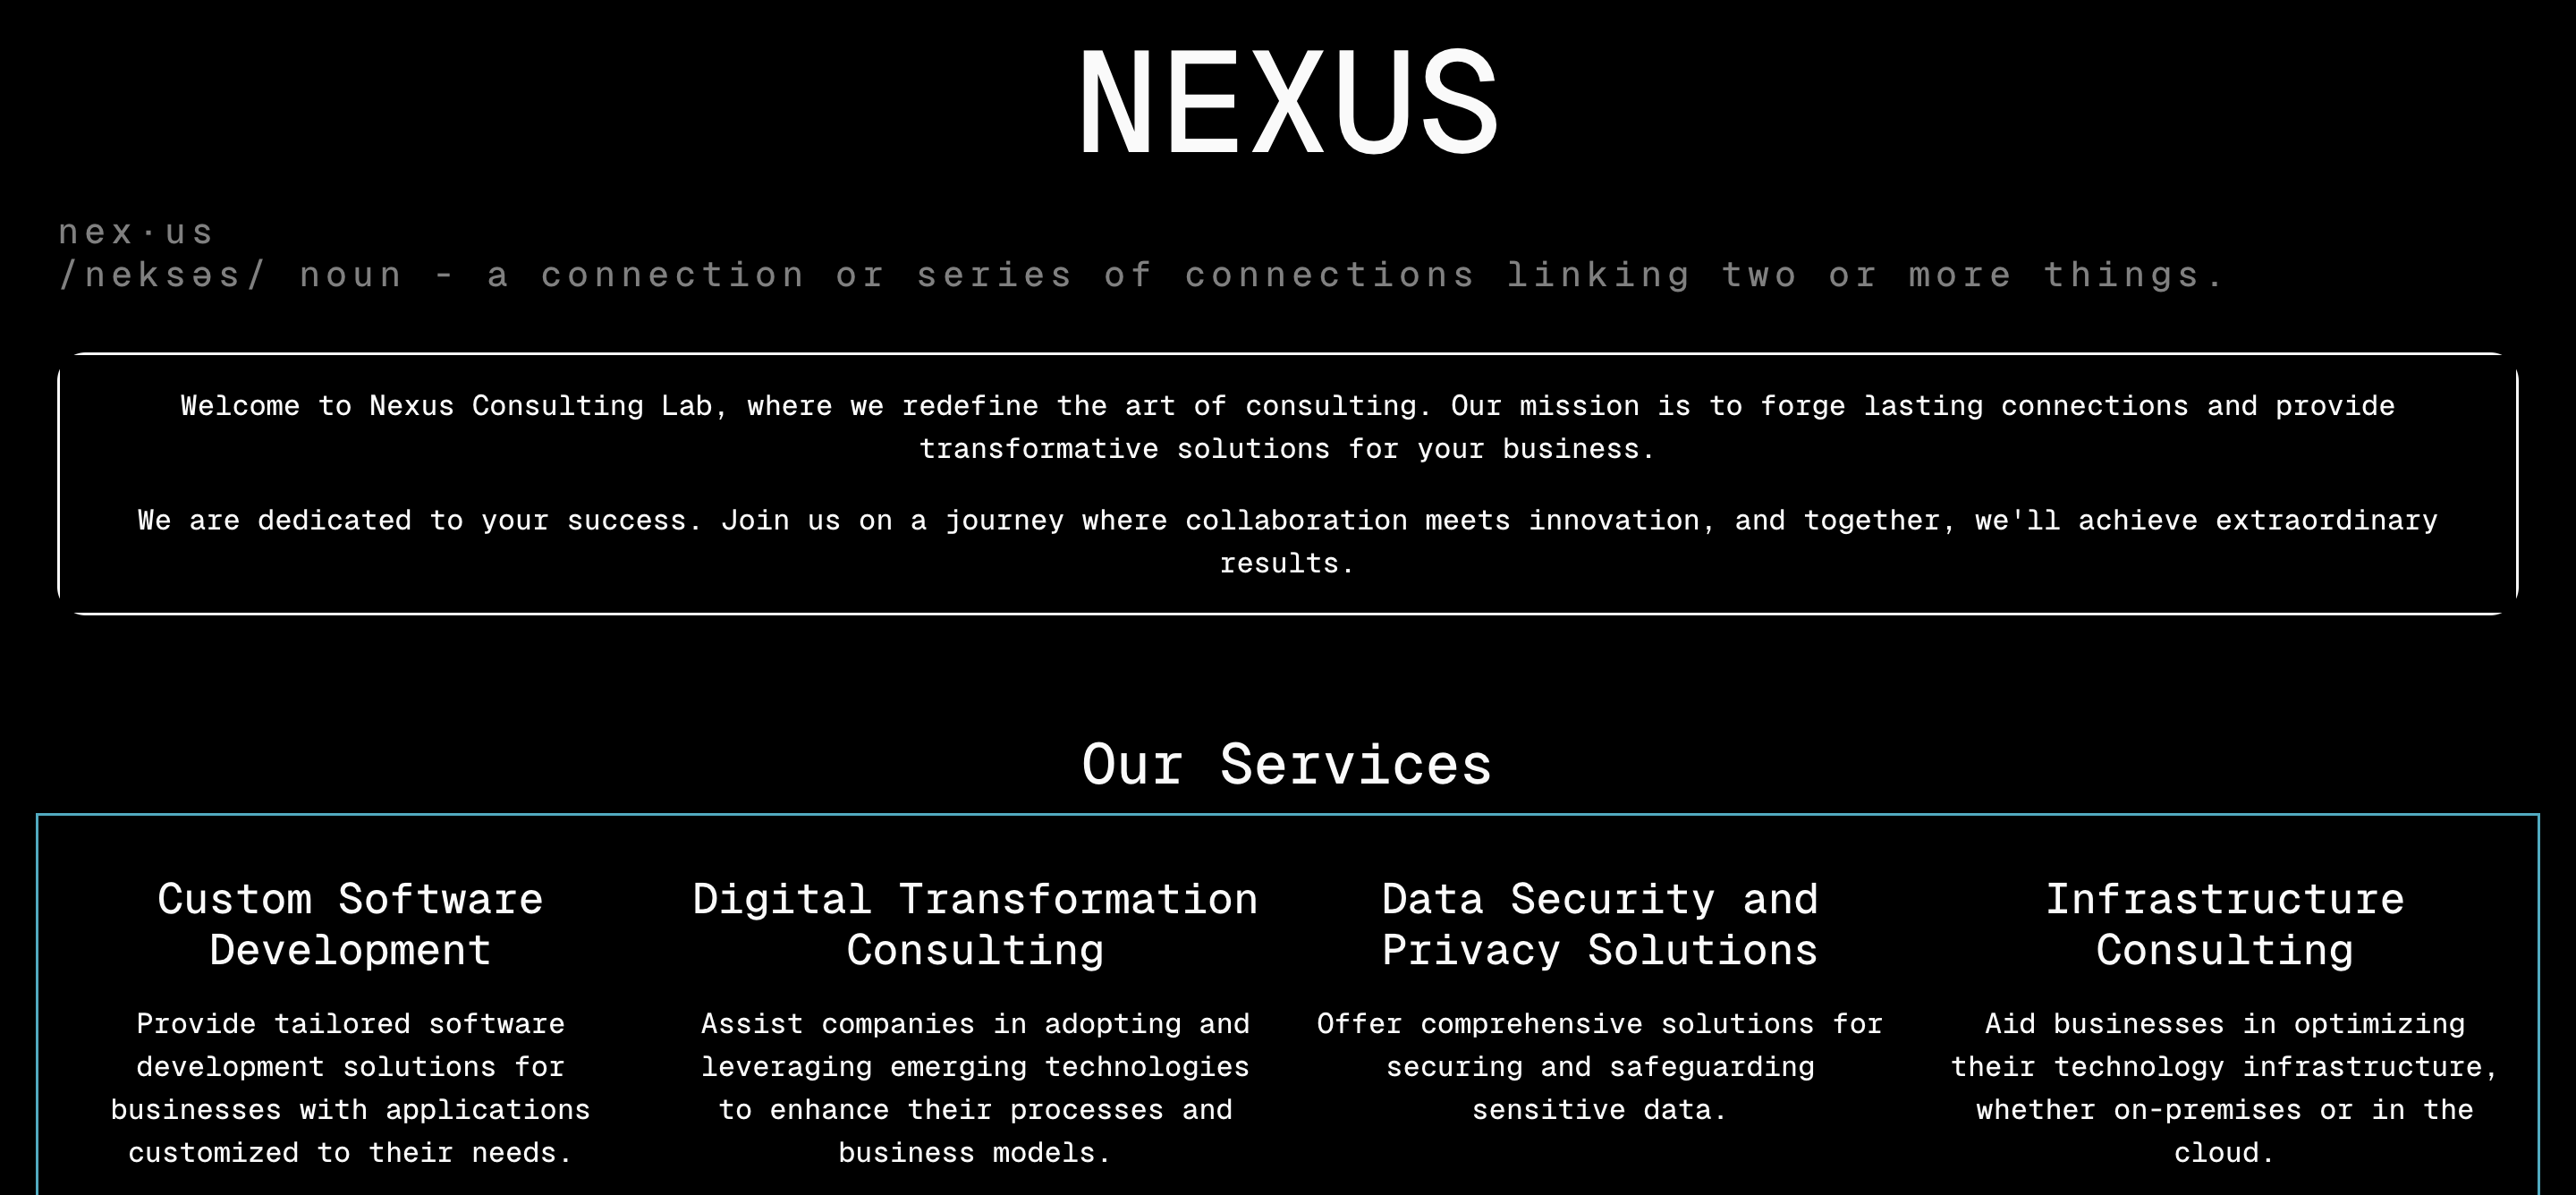 NEXUS
nex·us
/neksəs/ noun - a connection or series of connections linking two or more things.
Welcome to Nexus Consulting Lab, where we redefine the art of consulting. Our mission is to forge lasting connections and provide
transformative solutions for your business.
We are dedicated to your success. Join us on a journey where collaboration meets innovation, and together, we'll achieve extraordinary
results.
Our Services
Custom Software
Development
Provide tailored software
development solutions for
businesses with applications
customized to their needs.
Digital Transformation
Consulting
Assist companies in adopting and
leveraging emerging technologies
to enhance their processes and
business models.
Data Security and
Privacy Solutions
Offer comprehensive solutions for
securing and safeguarding
sensitive data.
Infrastructure
Consulting
Aid businesses in optimizing
their technology infrastructure,
whether on-premises or in the
cloud.